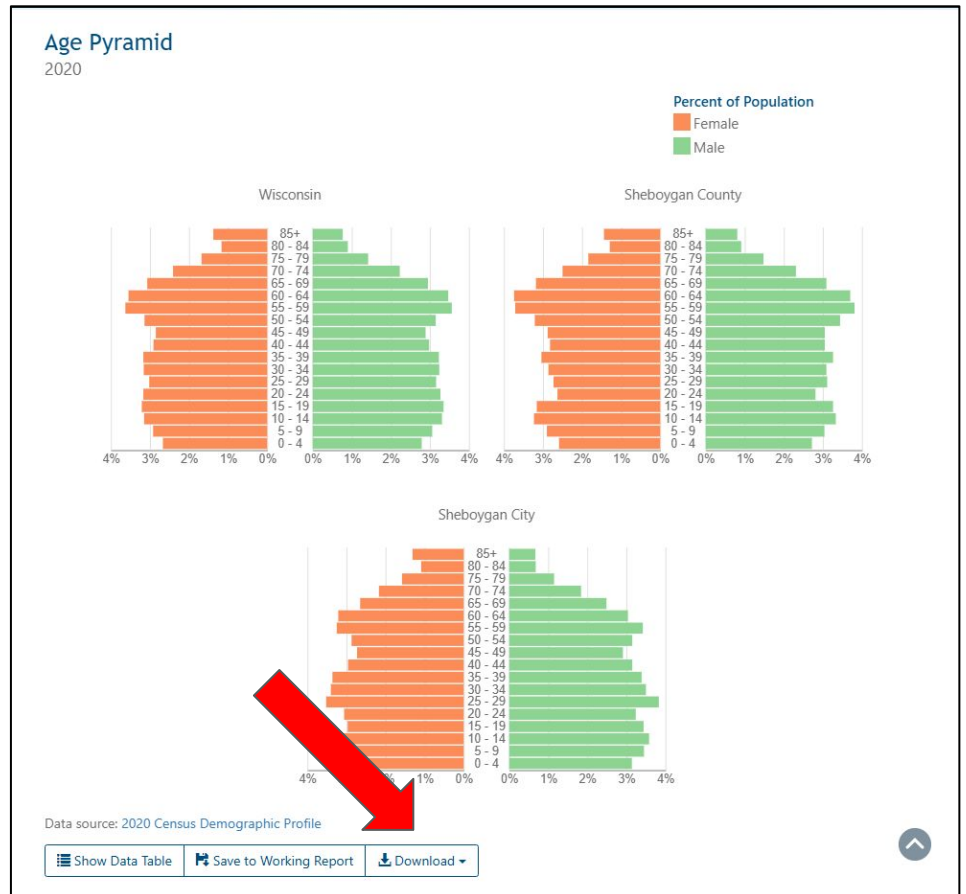 Age Pyramid
2020
Percent of Population
Female
Male
Wisconsin
85+
80 - 84
75 - 79
70 - 74
65 - 69
60 - 64
55 - 59
50 - 54
45 - 49
40 - 44
35 - 39
30 - 34
25 - 29
20 - 24
15 - 19
10 - 14
5 - 9
0 - 4
4% 3% 2% 1% 0% 0% 1% 2% 3% 4%
Sheboygan County
85+
80 - 84
75 - 79
70 - 74
65 - 69
60 - 64
55 - 59
50 - 54
45 - 49
40 - 44
35 - 39
30 - 34
25 - 29
20 - 24
15 - 19
10 - 14
5 - 9
0 - 4
4% 3% 2% 1% 0% 0% 1% 2% 3% 4%
Sheboygan City
85+
80 - 84
75 - 79
70 - 74
65 - 69
60 - 64
55 - 59
50 - 54
45 - 49
40 - 44
35 - 39
30 - 34
25 - 29
20 - 24
15 - 19
10 - 14
5 - 9
0 - 4
4% 1% 0% 0% 1% 2% 3% 4%
Data source: 2020 Census Demographic Profile
Show Data Table
Save to Working Report
Download